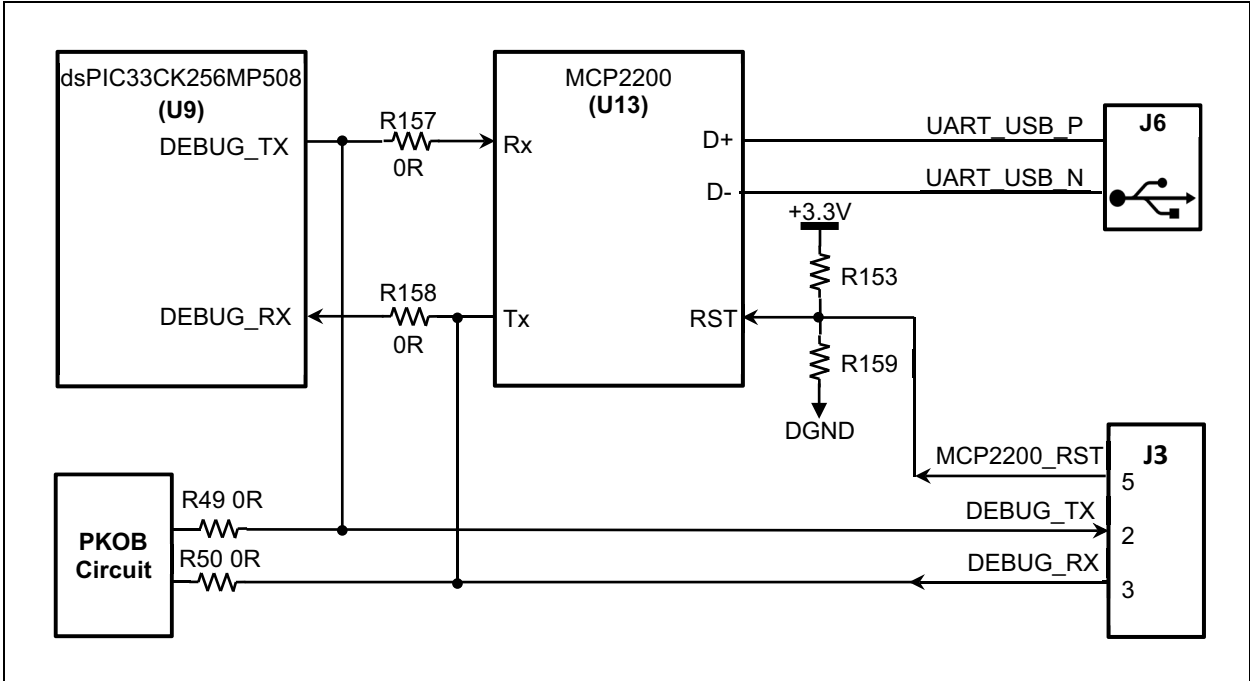 dsPIC33CK256MP508
(U9)
DEBUG_TX
DEBUG_RX
R157
0R
R158
0R
MCP2200
(U13)
Rx
Tx
D+
D-
RST
UART_USB_P
UART_USB_N
J6
+3.3V
R153
R159
DGND
PKOB
Circuit
R49 0R
R50 0R
MCP2200_RST
DEBUG_TX
DEBUG_RX
J3
5
2
3